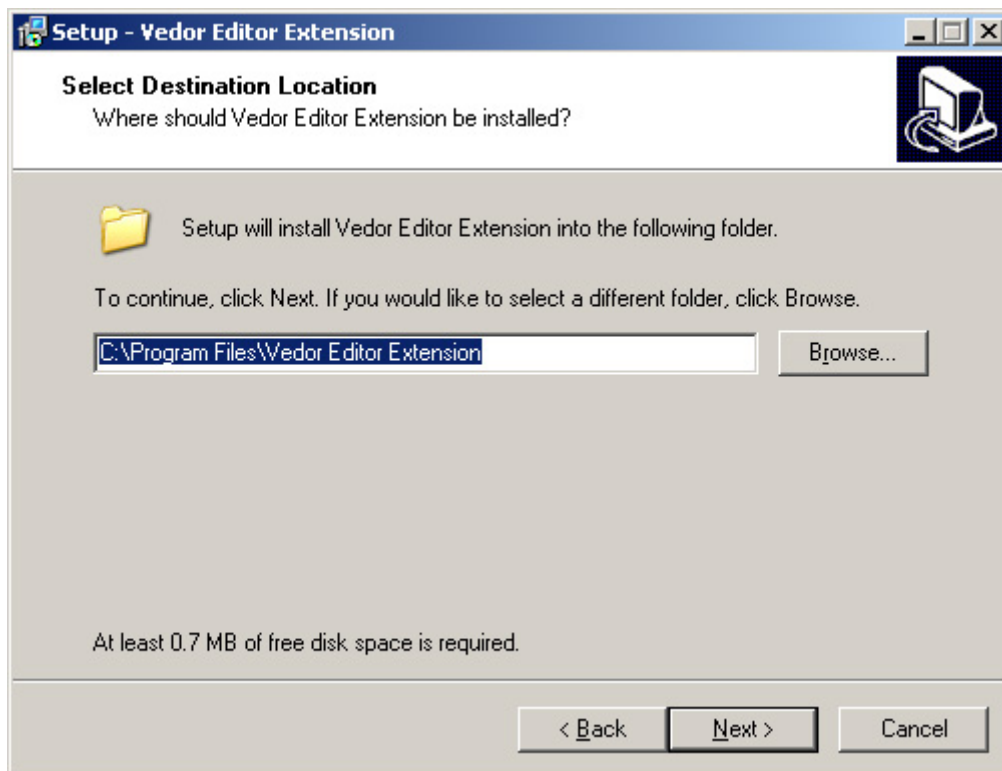 Setup - Vedor Editor Extension
Select Destination Location
Where should Vedor Editor Extension be installed?
Setup will install Vedor Editor Extension into the following folder.
To continue, click Next. If you would like to select a different folder, click Browse.
C:\Program Files\Vedor Editor Extension
Browse...
At least 0.7 MB of free disk space is required.
< Back Next > Cancel